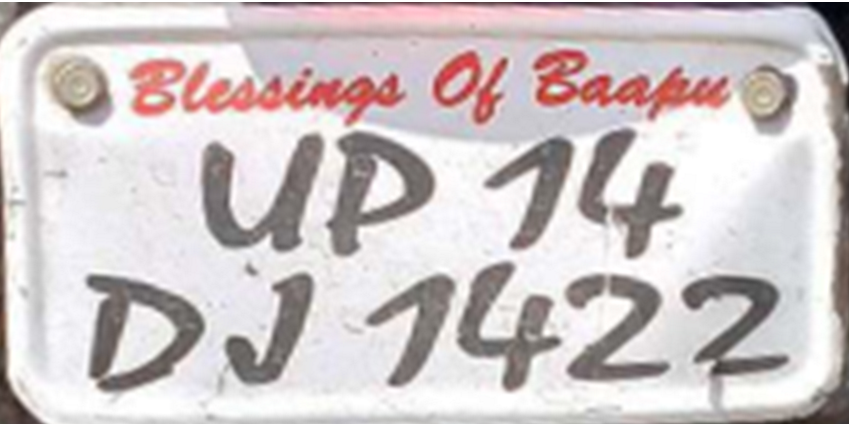 Blessings Of Baapu
UP 14
DJ 1422